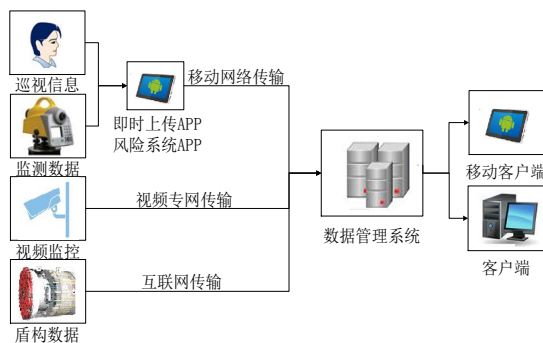 巡视信息
移动网络传输
即时上传APP
风险系统APP
监测数据
移动客户端
视频专网传输
数据管理系统
视频监控
客户端
互联网传输
盾构数据